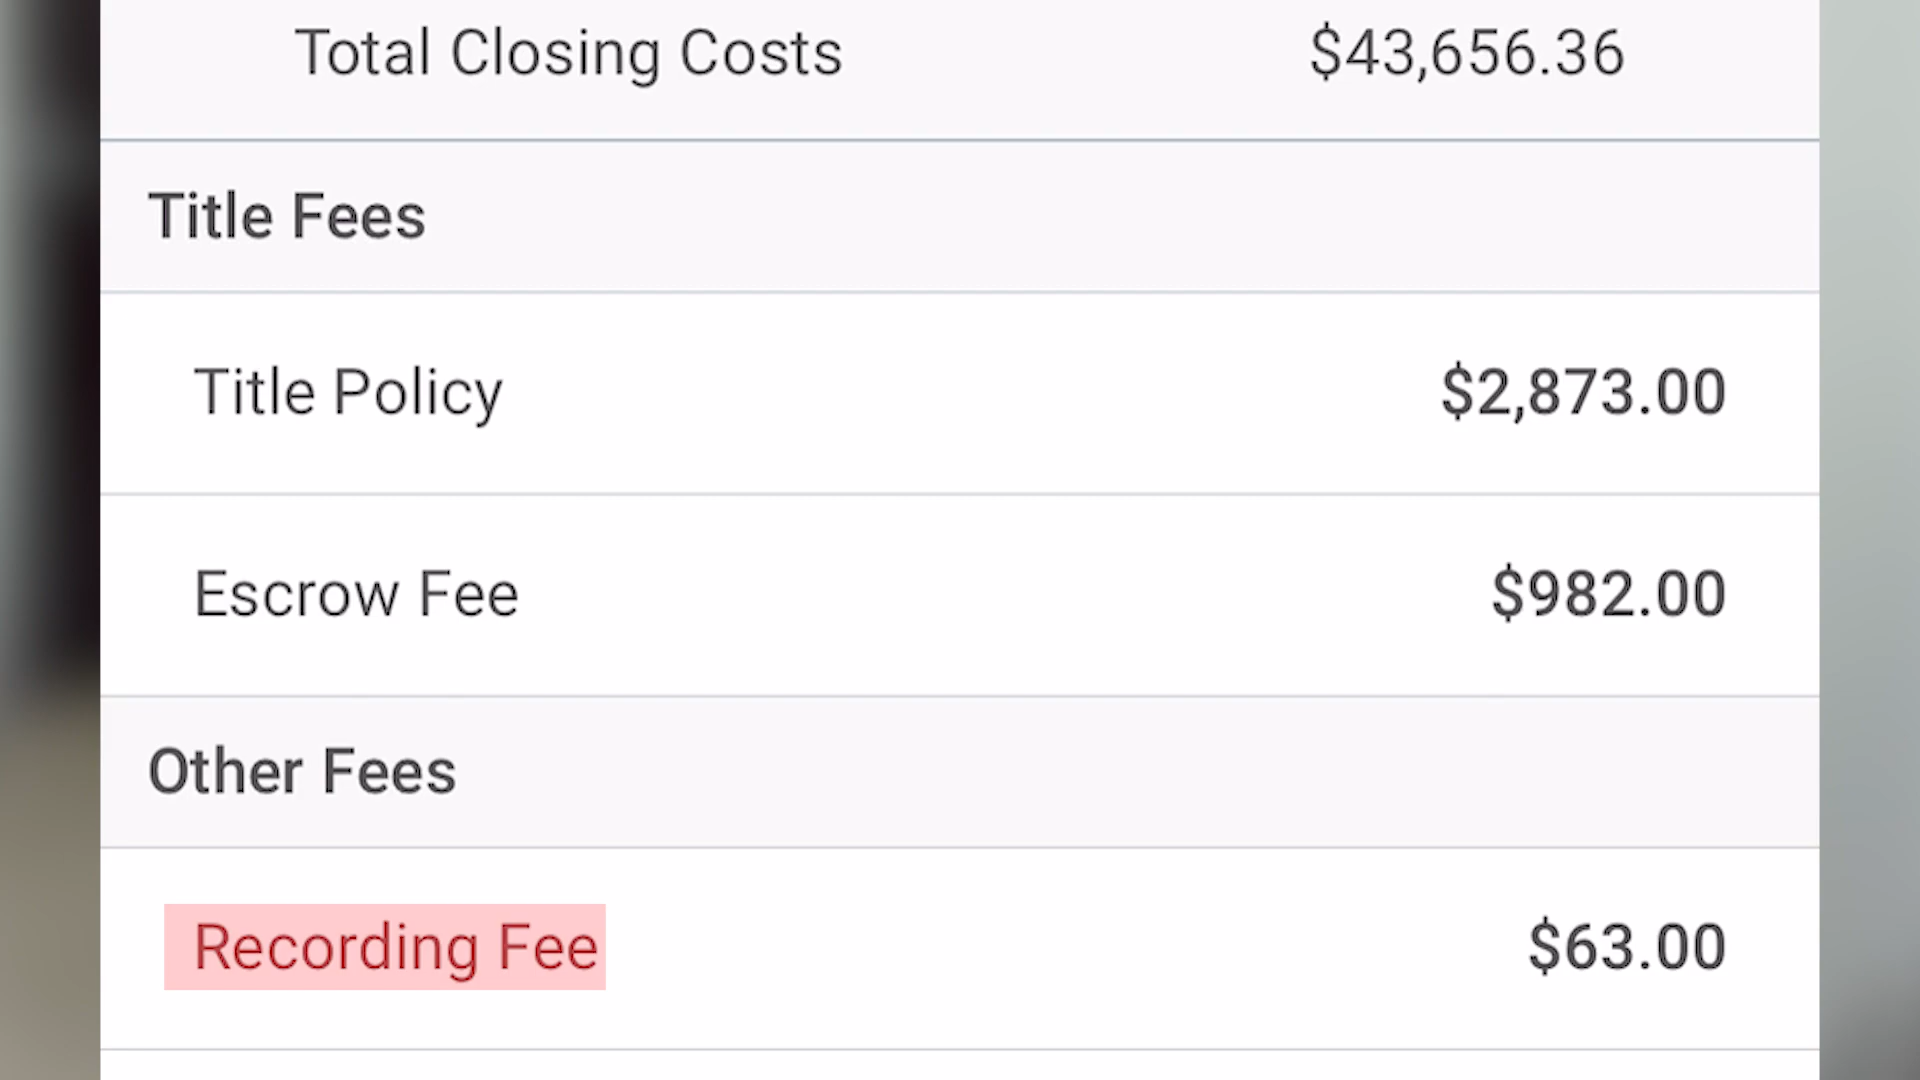 Total Closing Costs $43,656.36
Title Fees
Title Policy $2,873.00
Escrow Fee $982.00
Other Fees
Recording Fee $63.00